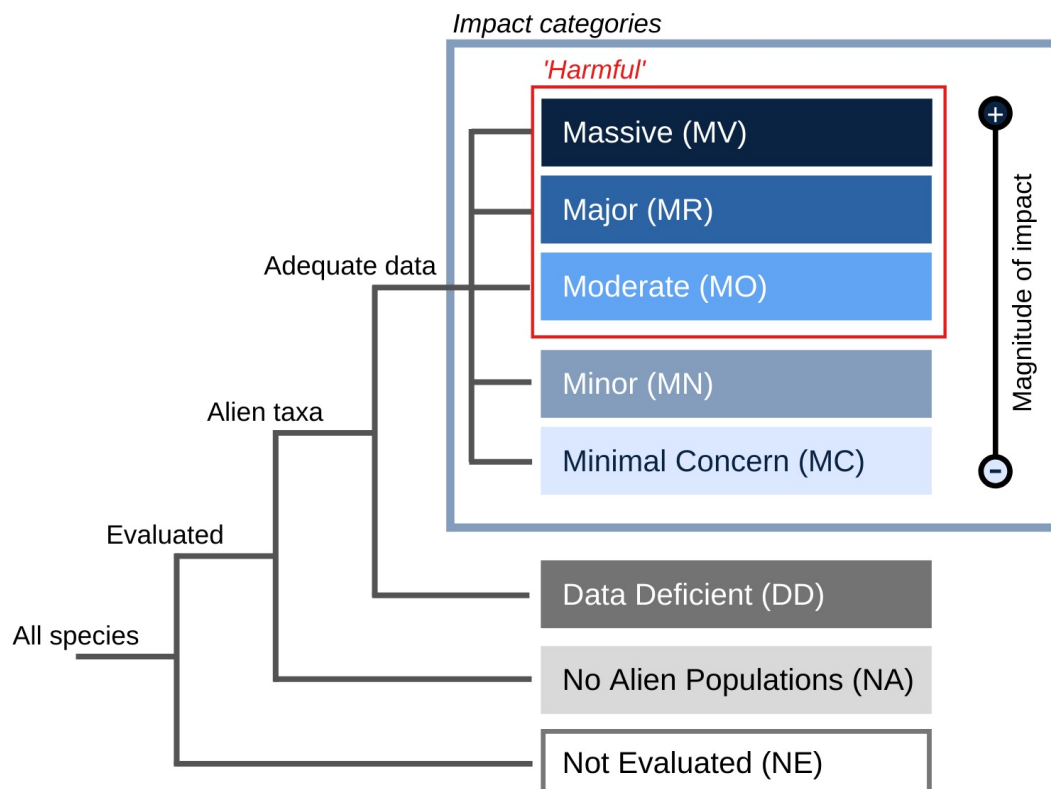 Impact categories
'Harmful'
Massive (MV)
+
Major (MR)
Adequate data
Moderate (MO)
Magnitude of impact
Minor (MN)
Alien taxa
Minimal Concern (MC)
-
Evaluated
Data Deficient (DD)
All species
No Alien Populations (NA)
Not Evaluated (NE)